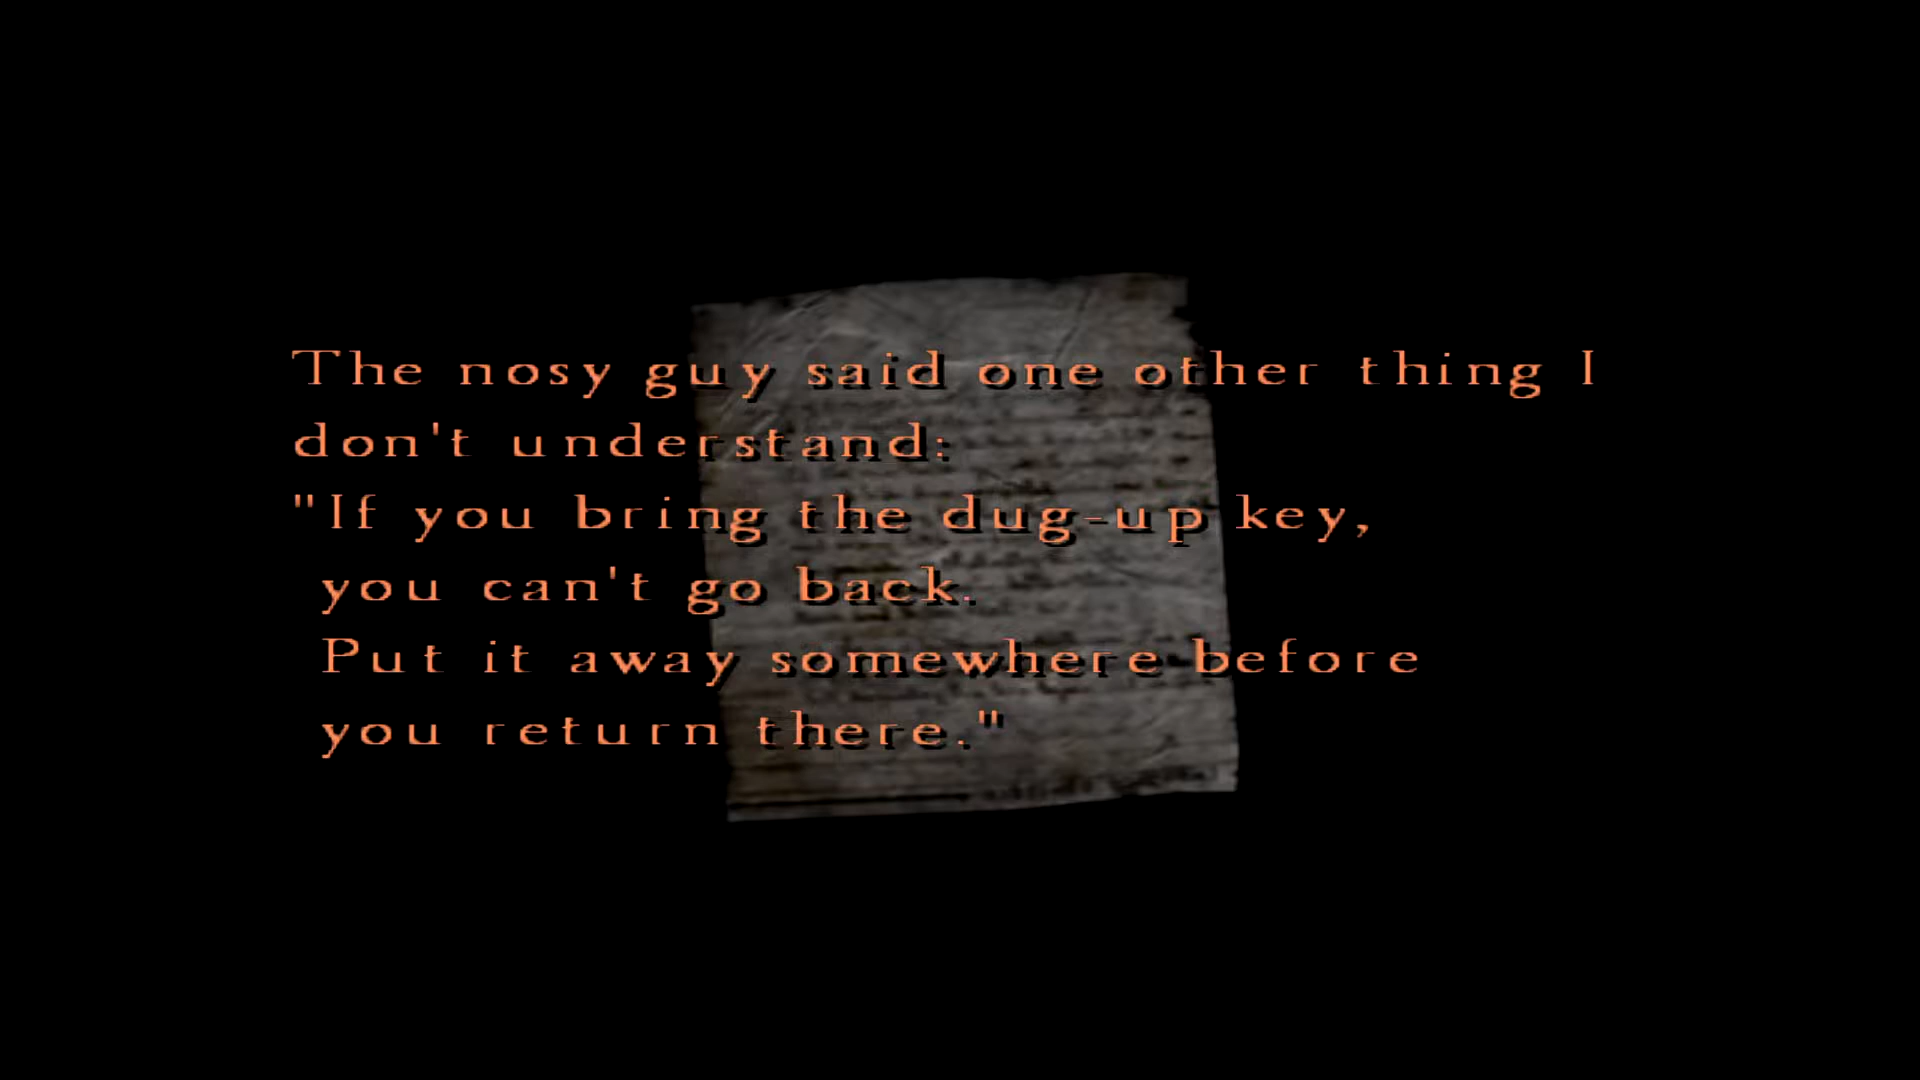 The nosy guy said one other thing I
don't understand:
"If you bring the dug-up key,
you can't go back.
Put it away somewhere before
you return there."